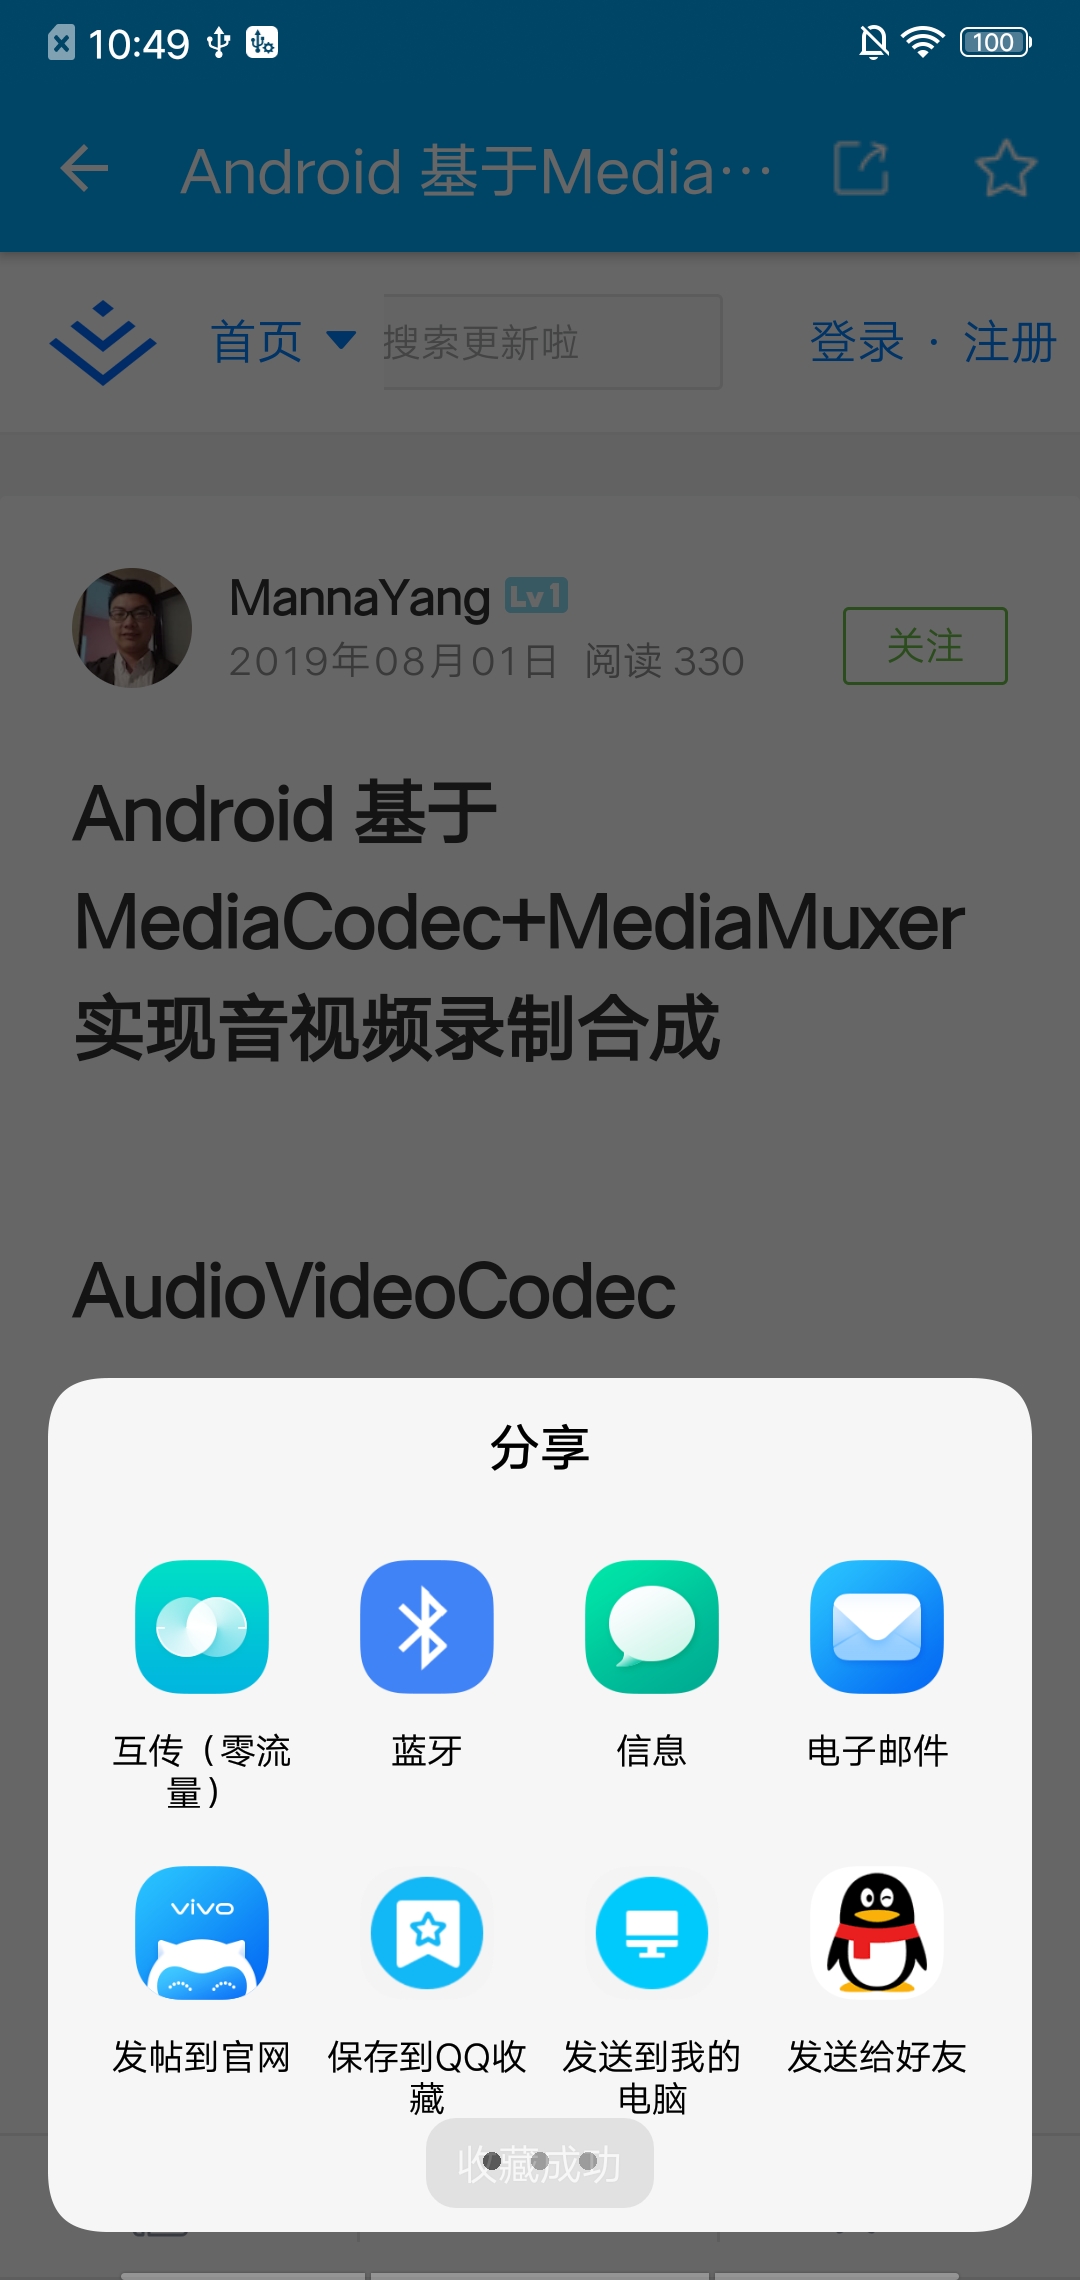 10:49
100
Android 基于Media···
首页
搜索更新啦
登录 · 注册
MannaYang Lv1
2019年08月01日 阅读 330
关注
Android 基于
MediaCodec+MediaMuxer
实现音视频录制合成
AudioVideoCodec
分享
互传（零流
量）
蓝牙
信息
电子邮件
vivo
发帖到官网
保存到QQ收
藏
发送到我的
电脑
发送给好友
收藏成功